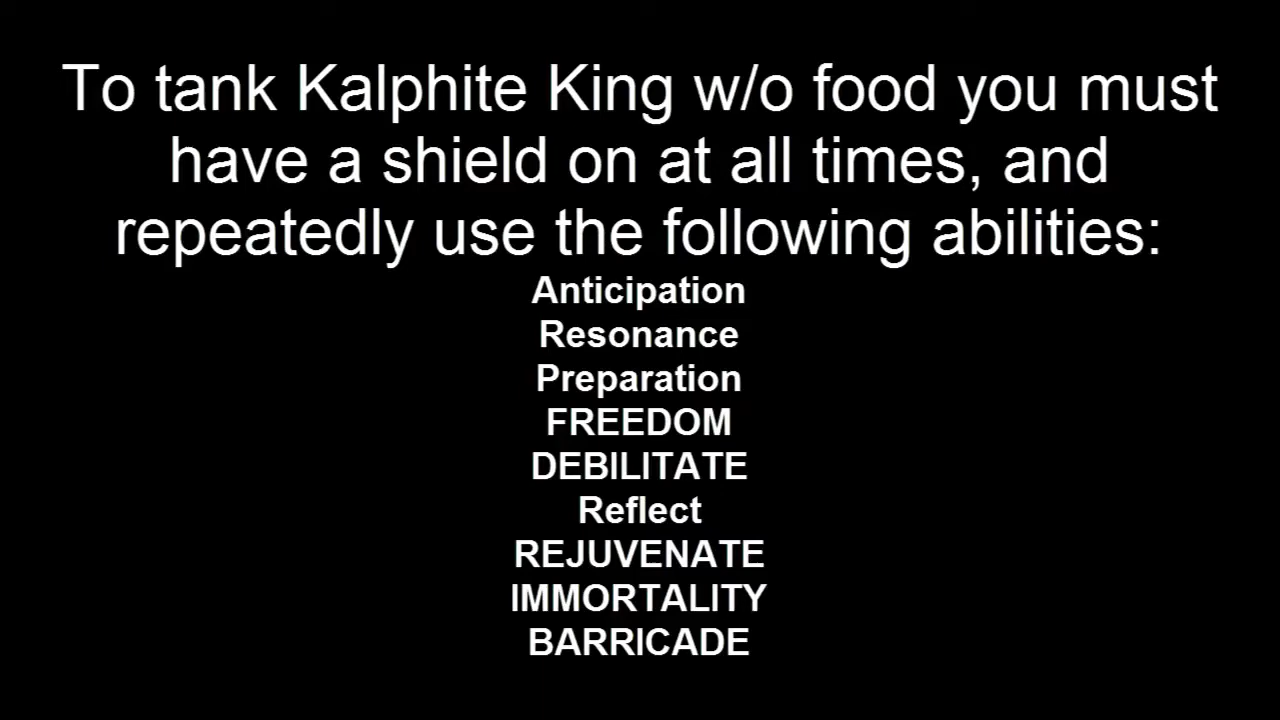 To tank Kalphite King w/o food you must
have a shield on at all times, and
repeatedly use the following abilities:
Anticipation
Resonance
Preparation
FREEDOM
DEBILITATE
Reflect
REJUVENATE
IMMORTALITY
BARRICADE